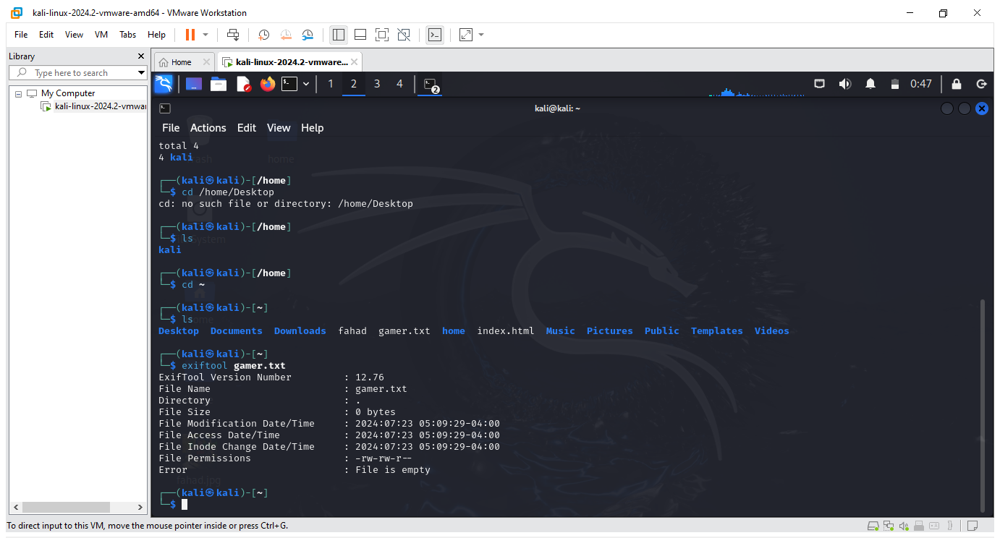 kali-linux-2024.2-vmware-amd64 - VMware Workstation
File Edit View VM Tabs Help
Library
Type here to search
My Computer
kali-linux-2024.2-vmwar
Home
kali-linux-2024.2-vmware...
1 2 3 4 2 0:47
kali@kali: ~
File Actions Edit View Help
total 4
4 kali
home
┌──(kali㉿kali)-[/home]
└─$ cd /home/Desktop
cd: no such file or directory: /home/Desktop
┌──(kali㉿kali)-[/home]
└─$ ls
kali
┌──(kali㉿kali)-[/home]
└─$ cd ~
┌──(kali㉿kali)-[~]
└─$ ls
Desktop Documents Downloads fahad gamer.txt home index.html Music Pictures Public Templates Videos
┌──(kali㉿kali)-[~]
└─$ exiftool gamer.txt
ExifTool Version Number : 12.76
File Name : gamer.txt
Directory : .
File Size : 0 bytes
File Modification Date/Time : 2024:07:23 05:09:29-04:00
File Access Date/Time : 2024:07:23 05:09:29-04:00
File Inode Change Date/Time : 2024:07:23 05:09:29-04:00
File Permissions : -rw-rw-r--
Error : File is empty
fahad.jpg
┌──(kali㉿kali)-[~]
└─$
To direct input to this VM, move the mouse pointer inside or press Ctrl+G.